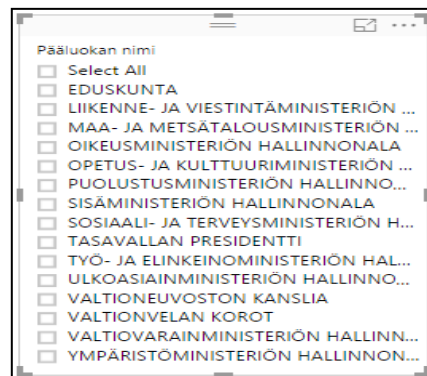 Pääluokan nimi
Select All
EDUSKUNTA
LIIKENNE- JA VIESTINTÄMINISTERIÖN ...
MAA- JA METSÄTALOUSMINISTERIÖN ...
OIKEUSMINISTERIÖN HALLINNONALA
OPETUS- JA KULTTUURIMINISTERIÖN ...
PUOLUSTUSMINISTERIÖN HALLINNO...
SISÄMINISTERIÖN HALLINNONALA
SOSIAALI- JA TERVEYSMINISTERIÖN H...
TASAVALLAN PRESIDENTTI
TYÖ- JA ELINKEINOMINISTERIÖN HAL...
ULKOASIAINMINISTERIÖN HALLINNO...
VALTIONEUVOSTON KANSLIA
VALTIONVELAN KOROT
VALTIOVARAINMINISTERIÖN HALLINN...
YMPÄRISTÖMINISTERIÖN HALLINNON...